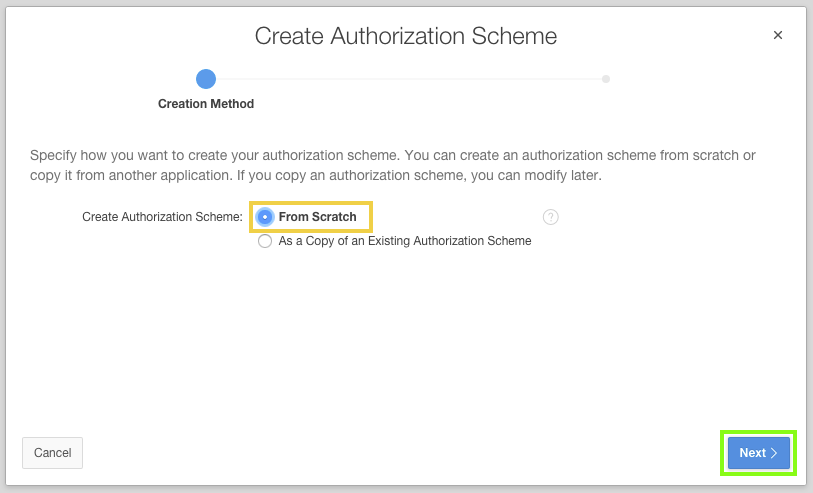 Create Authorization Scheme
×
Creation Method
Specify how you want to create your authorization scheme. You can create an authorization scheme from scratch or
copy it from another application. If you copy an authorization scheme, you can modify later.
Create Authorization Scheme: From Scratch ?
As a Copy of an Existing Authorization Scheme
Cancel Next >